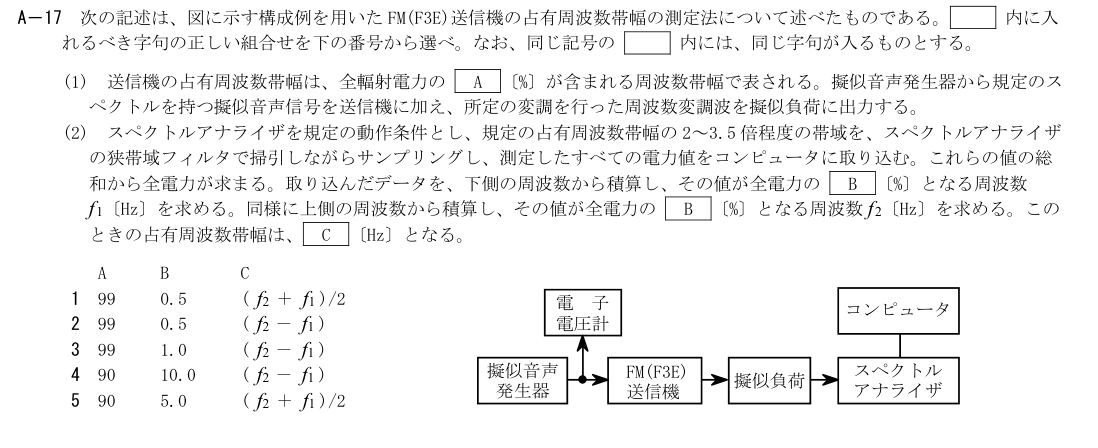 A－17 次の記述は、図に示す構成例を用いた FM(F3E)送信機の占有周波数帯幅の測定法について述べたものである。 内に入
れるべき字句の正しい組合せを下の番号から選べ。なお、同じ記号の 内には、同じ字句が入るものとする。
(1) 送信機の占有周波数帯幅は、全輻射電力の A 〔%〕が含まれる周波数帯幅で表される。擬似音声発生器から規定のス
ペクトルを持つ擬似音声信号を送信機に加え、所定の変調を行った周波数変調波を擬似負荷に出力する。
(2) スペクトルアナライザを規定の動作条件とし、規定の占有周波数帯幅の 2～3.5 倍程度の帯域を、スペクトルアナライザ
の狭帯域フィルタで掃引しながらサンプリングし、測定したすべての電力値をコンピュータに取り込む。これらの値の総
和から全電力が求まる。取り込んだデータを、下側の周波数から積算し、その値が全電力の B 〔%〕となる周波数
f1〔Hz〕を求める。同様に上側の周波数から積算し、その値が全電力の B 〔%〕となる周波数 f2〔Hz〕を求める。この
ときの占有周波数帯幅は、 C 〔Hz〕となる。
A B C
1 99 0.5 (f2 + f1)/2
2 99 0.5 (f2 － f1)
3 99 1.0 (f2 － f1)
4 90 10.0 (f2 － f1)
5 90 5.0 (f2 + f1)/2
電 子
電圧計
コンピュータ
擬似音声
発生器
FM(F3E)
送信機
擬似負荷
スペクトル
アナライザ